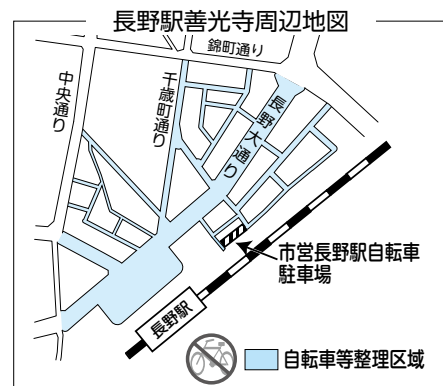 長野駅善光寺周辺地図
錦町通り
中央通り
千歳町通り
長野大通り
市営長野駅自転車
駐車場
長野駅
自転車等整理区域